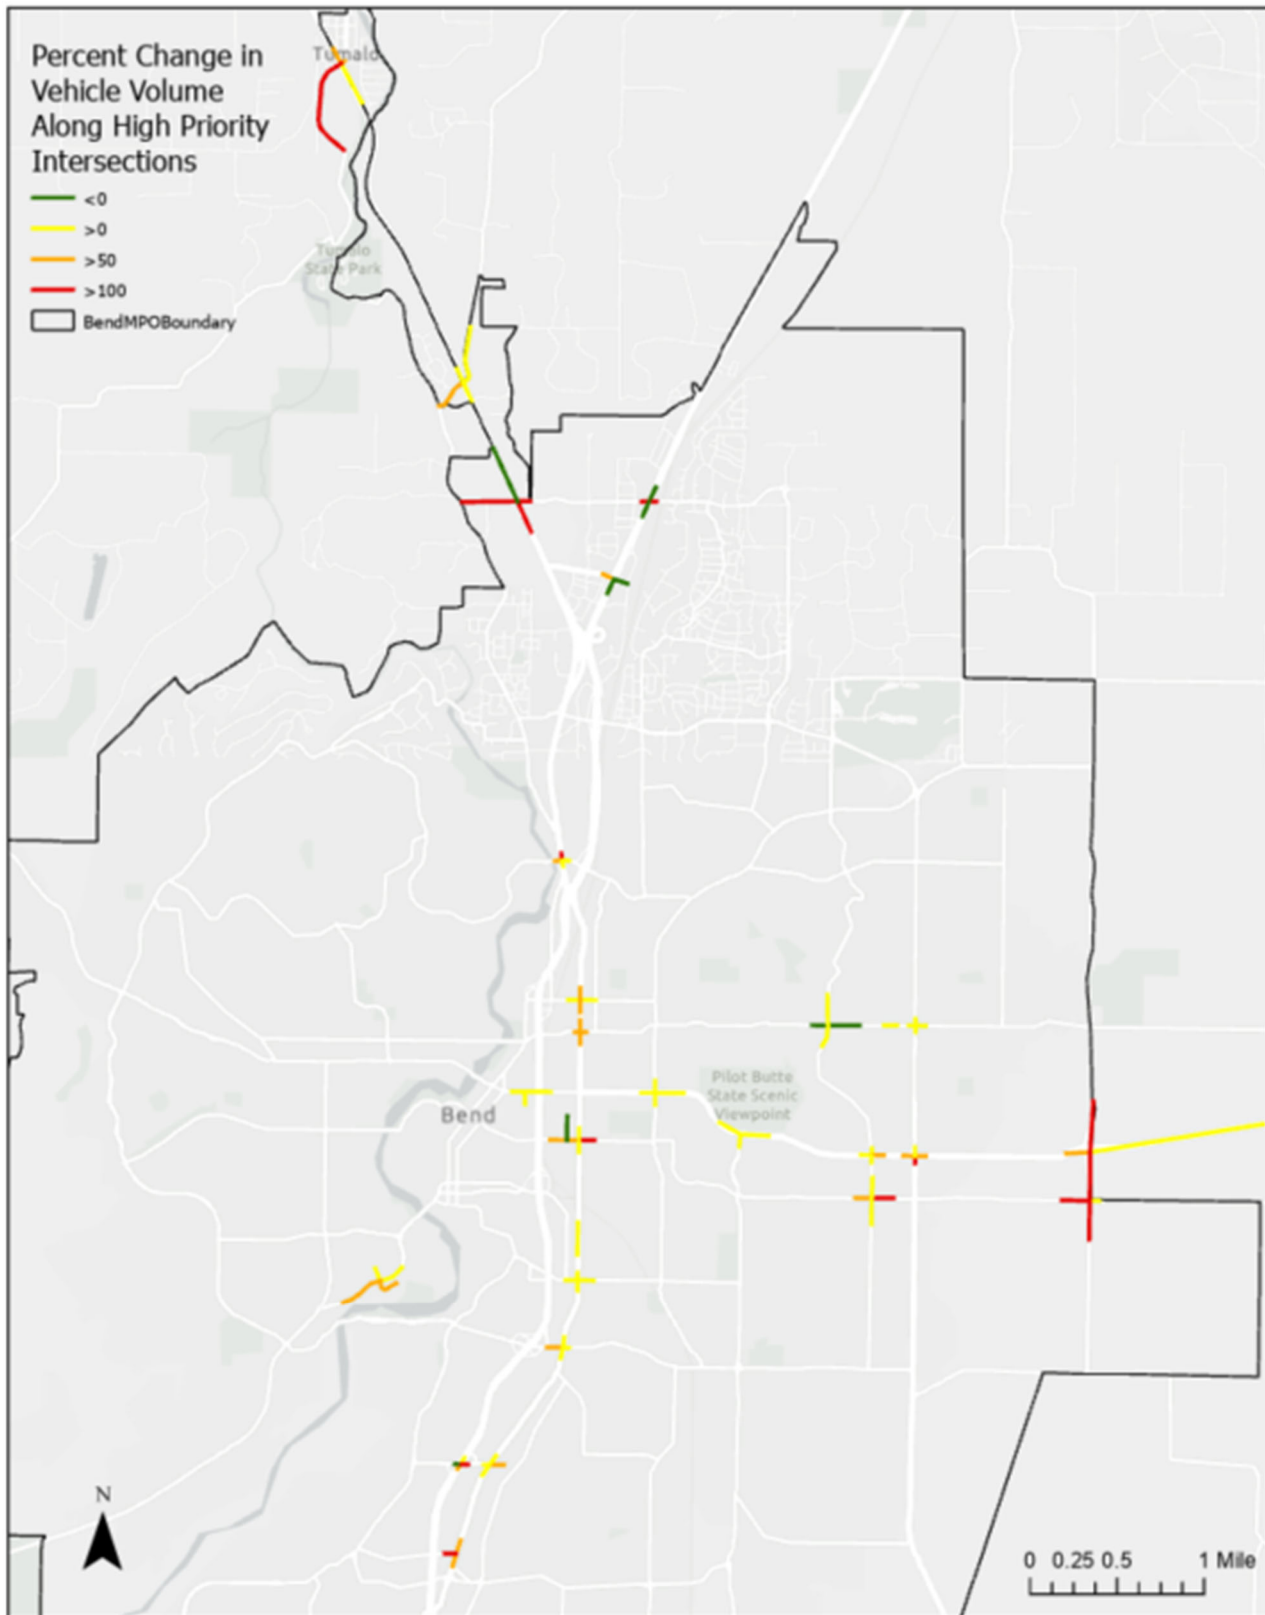 Percent Change in
Vehicle Volume
Along High Priority
Intersections
<0
>0
>50
>100
BendMPOBoundary
Tumalo
Tumalo
State Park
Pilot Butte
State Scenic
Viewpoint
Bend
N
0 0.25 0.5 1 Mile